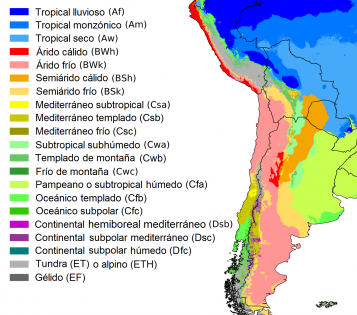 Tropical lluvioso (Af)
Tropical monzónico (Am)
Tropical seco (Aw)
Árido cálido (BWh)
Árido frío (BWk)
Semiárido cálido (BSh)
Semiárido frío (BSk)
Mediterráneo subtropical (Csa)
Mediterráneo templado (Csb)
Mediterráneo frío (Csc)
Subtropical subhúmedo (Cwa)
Templado de montaña (Cwb)
Frío de montaña (Cwc)
Pampeano o subtropical húmedo (Cfa)
Oceánico templado (Cfb)
Oceánico subpolar (Cfc)
Continental hemiboreal mediterráneo (Dsb)
Continental subpolar mediterráneo (Dsc)
Continental subpolar húmedo (Dfc)
Tundra (ET) o alpino (ETH)
Gélido (EF)